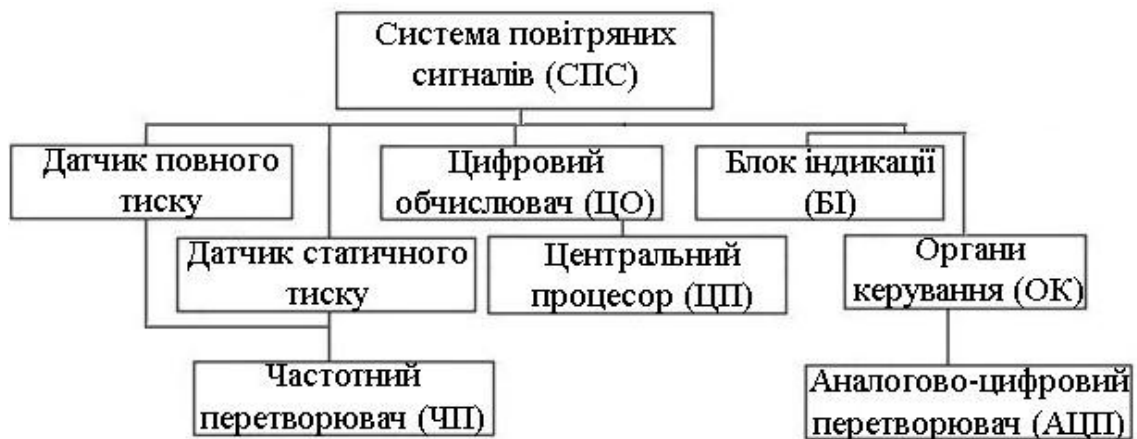 Система повітряних
сигналів (СПС)
Датчик повного
тиску
Цифровий
обчислювач (ЦО)
Блок індикації
(БІ)
Датчик статичного
тиску
Центральний
процесор (ЦП)
Органи
керування (ОК)
Частотний
перетворювач (ЧП)
Аналогово-цифровий
перетворювач (АЦП)